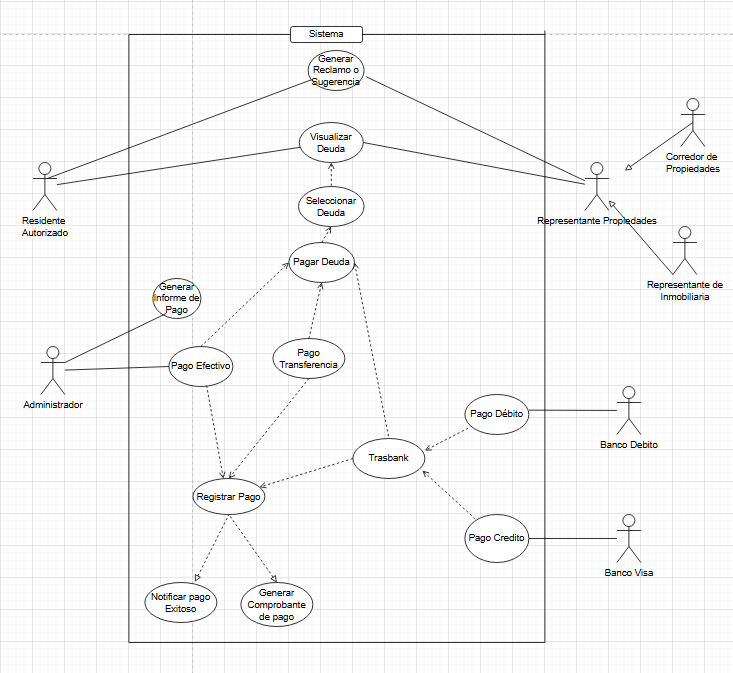 Sistema
Generar
Reclamo o
Sugerencia
Visualizar
Deuda
Corredor de
Propiedades
Residente
Autorizado
Seleccionar
Deuda
Representante Propiedades
Pagar Deuda
Generar
Informe de
Pago
Representante de
Inmobiliaria
Pago Efectivo
Pago
Transferencia
Administrador
Pago Débito
Banco Debito
Trasbank
Registrar Pago
Pago Credito
Banco Visa
Notificar pago
Exitoso
Generar
Comprobante
de pago